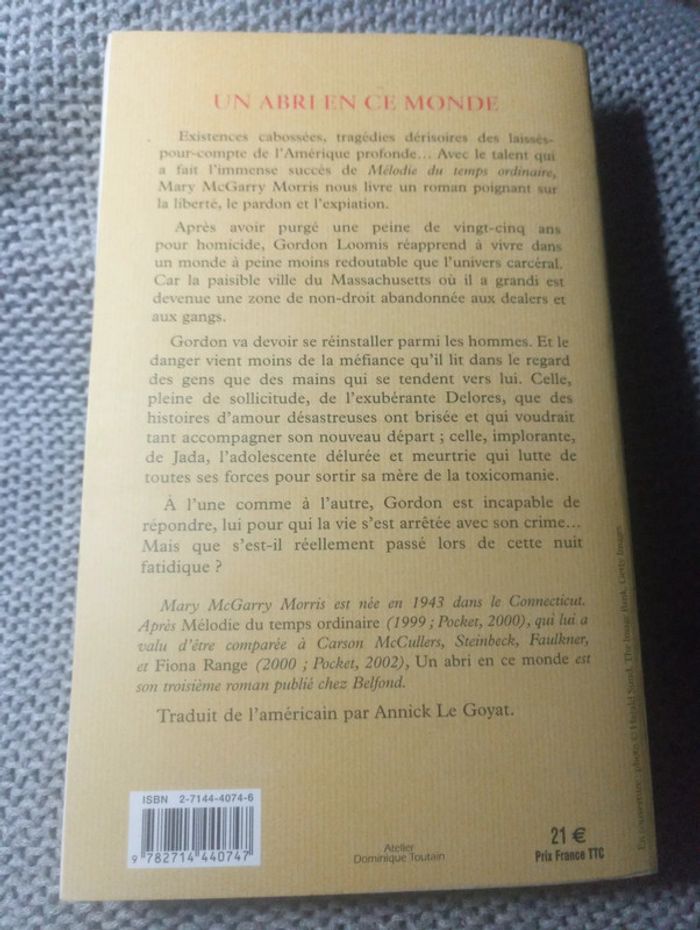 UN ABRI EN CE MONDE
Existences cabossées, tragédies dérisoires des laissés-
pour-compte de l'Amérique profonde... Avec le talent qui
a fait l'immense succès de Mélodie du temps ordinaire,
Mary McGarry Morris nous livre un roman poignant sur
la liberté, le pardon et l'expiation.
Après avoir purgé une peine de vingt-cinq ans
pour homicide, Gordon Loomis réapprend à vivre dans
un monde à peine moins redoutable que l'univers carcéral.
Car la paisible ville du Massachusetts où il a grandi est
devenue une zone de non-droit abandonnée aux dealers et
aux gangs.
Gordon va devoir se réinstaller parmi les hommes. Et le
danger vient moins de la méfiance qu'il lit dans le regard
des gens que des mains qui se tendent vers lui. Celle,
pleine de sollicitude, de l'exubérante Delores, que des
histoires d'amour désastreuses ont brisée et qui voudrait
tant accompagner son nouveau départ ; celle, implorante,
de Jada, l'adolescente délurée et meurtrie qui lutte de
toutes ses forces pour sortir sa mère de la toxicomanie.
À l'une comme à l'autre, Gordon est incapable de
répondre, lui pour qui la vie s'est arrêtée avec son crime...
Mais que s'est-il réellement passé lors de cette nuit
fatidique ?
Mary McGarry Morris est née en 1943 dans le Connecticut.
Après Mélodie du temps ordinaire (1999 ; Pocket, 2000), qui lui a
valu d'être comparée à Carson McCullers, Steinbeck, Faulkner,
et Fiona Range (2000 ; Pocket, 2002), Un abri en ce monde est
son troisième roman publié chez Belfond.
Traduit de l'américain par Annick Le Goyat.
ISBN 2-7144-4074-6
9 782714 440747
Atelier
Dominique Toutain
21 €
Prix France TTC
En couverture : photo © Harald Sund, The Image Bank, Getty Images